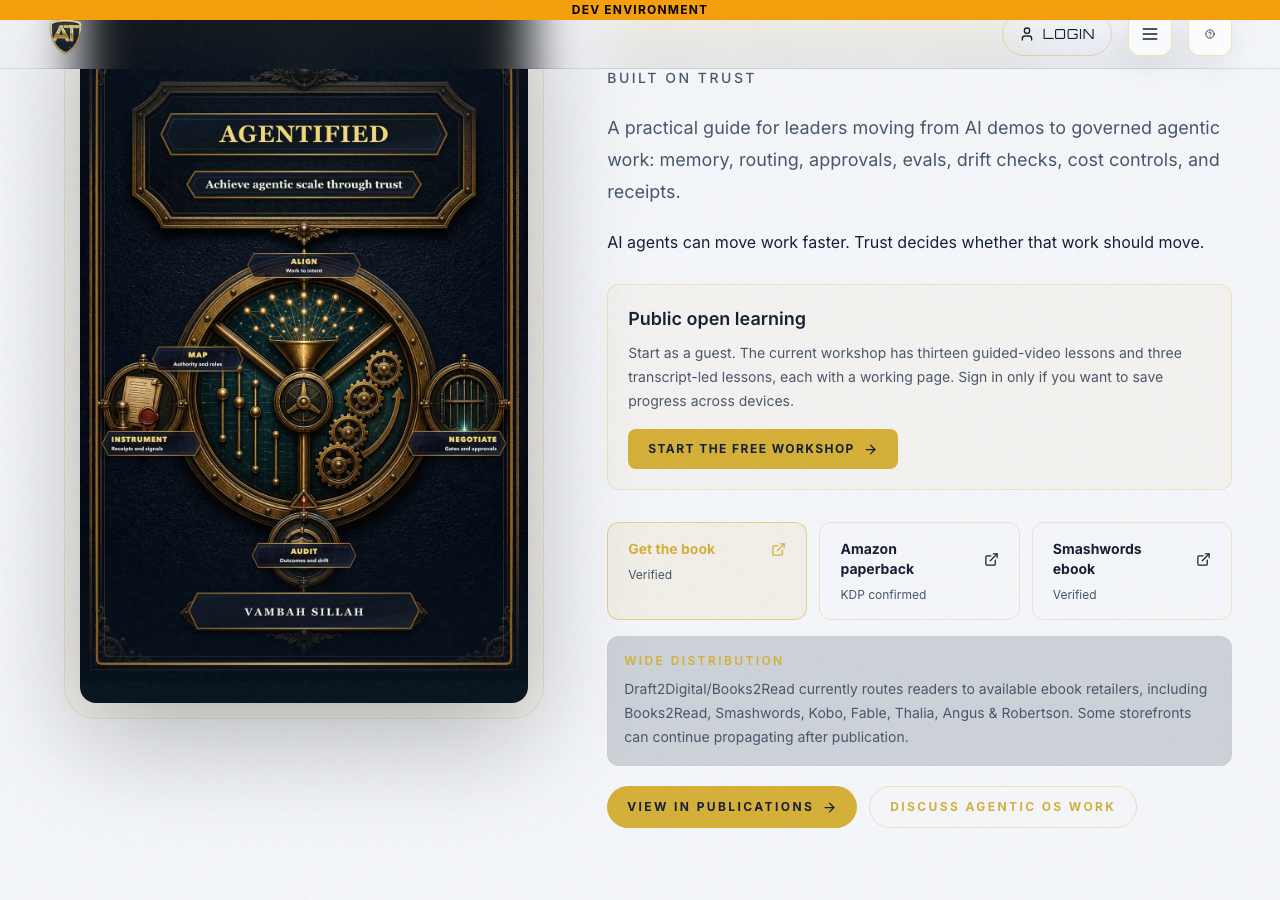 DEV ENVIRONMENT
AT
LOGIN
AGENTIFIED
Achieve agentic scale through trust
ALIGN
Work to intent
MAP
Authority and roles
INSTRUMENT
Receipts and signals
NEGOTIATE
Gates and approvals
AUDIT
Outcomes and drift
VAMBAH SILLAH
BUILT ON TRUST
A practical guide for leaders moving from AI demos to governed agentic
work: memory, routing, approvals, evals, drift checks, cost controls, and
receipts.
AI agents can move work faster. Trust decides whether that work should move.
Public open learning
Start as a guest. The current workshop has thirteen guided-video lessons and three
transcript-led lessons, each with a working page. Sign in only if you want to save
progress across devices.
START THE FREE WORKSHOP
Get the book
Verified
Amazon
paperback
KDP confirmed
Smashwords
ebook
Verified
WIDE DISTRIBUTION
Draft2Digital/Books2Read currently routes readers to available ebook retailers, including
Books2Read, Smashwords, Kobo, Fable, Thalia, Angus & Robertson. Some storefronts
can continue propagating after publication.
VIEW IN PUBLICATIONS
DISCUSS AGENTIC OS WORK